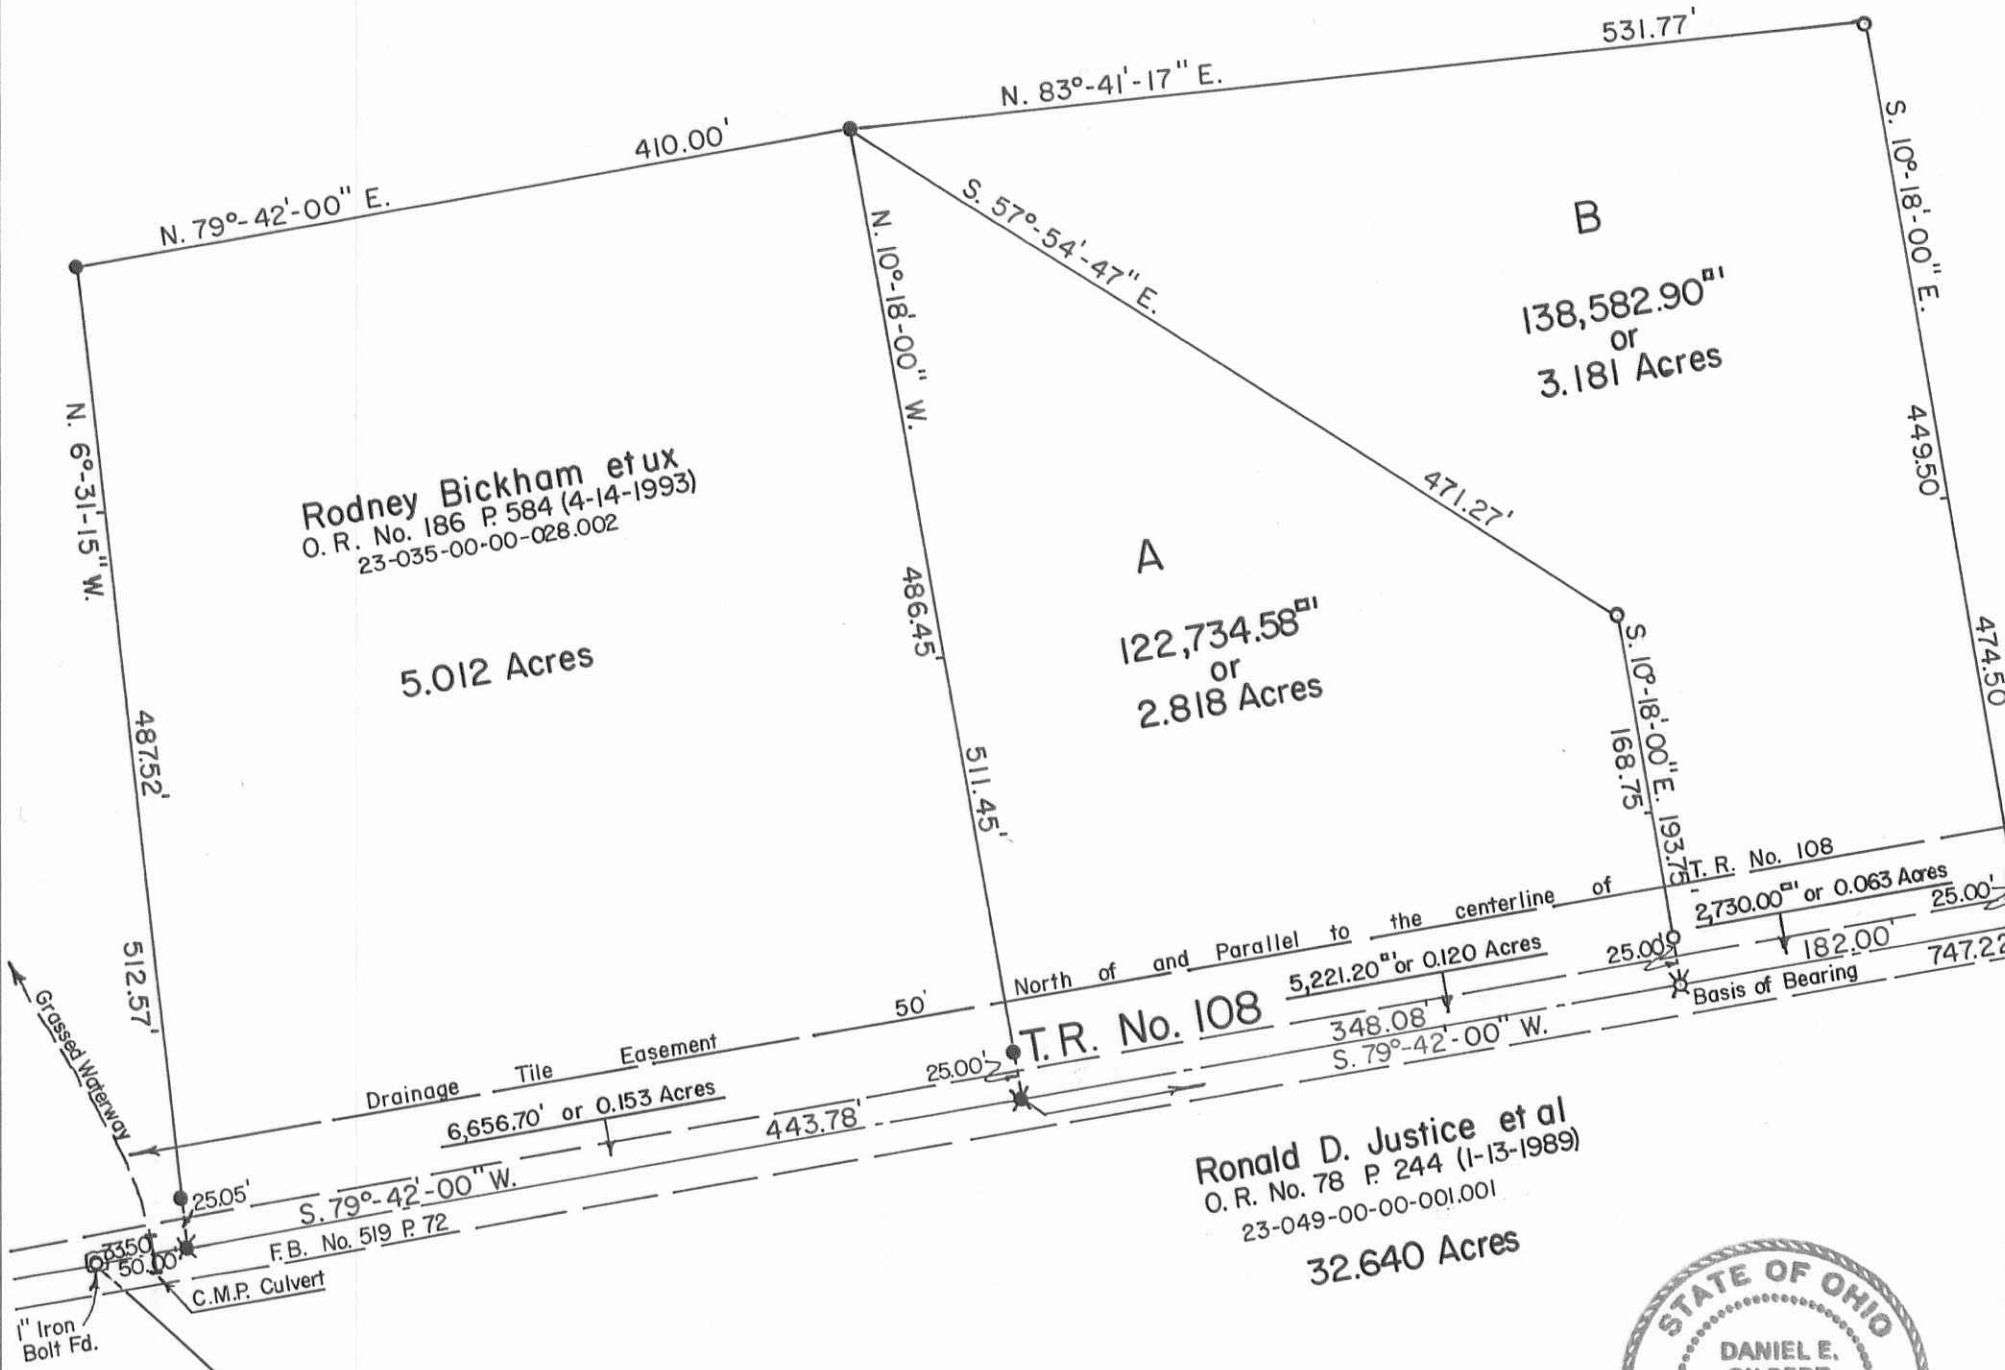 531.77'
N. 83°-41'-17" E.
410.00'
N. 79°-42'-00" E.
S. 10°-18'-00" E.
449.50'
474.50
S. 57°-54'-47" E.
471.27'
N. 10°-18'-00" W.
486.45'
511.45'
B
138,582.90
or
3.181 Acres
N. 6°-31'-15" W.
487.52'
512.57'
Rodney Bickham et ux
O. R. No. 186 P. 584 (4-14-1993)
23-035-00-00-028.002
5.012 Acres
A
122,734.58
or
2.818 Acres
S. 10°-18'-00" E. 193.75'
168.75'
Drainage Tile Easement 50' North of and Parallel to the centerline of T. R. No. 108
2,730.00 or 0.063 Acres
25.00'
182.00'
747.22
Basis of Bearing
25.00'
5,221.20 or 0.120 Acres
T. R. No. 108
348.08'
S. 79°-42'-00" W.
25.00'
6,656.70' or 0.153 Acres
443.78'
S. 79°-42'-00" W.
F.B. No. 519 P. 72
25.05'
Grassed Waterway
33.50'
50.00'
C.M.P. Culvert
1" Iron
Bolt Fd.
Ronald D. Justice et al
O. R. No. 78 P. 244 (1-13-1989)
23-049-00-00-001.001
32.640 Acres
STATE OF OHIO
DANIEL E.